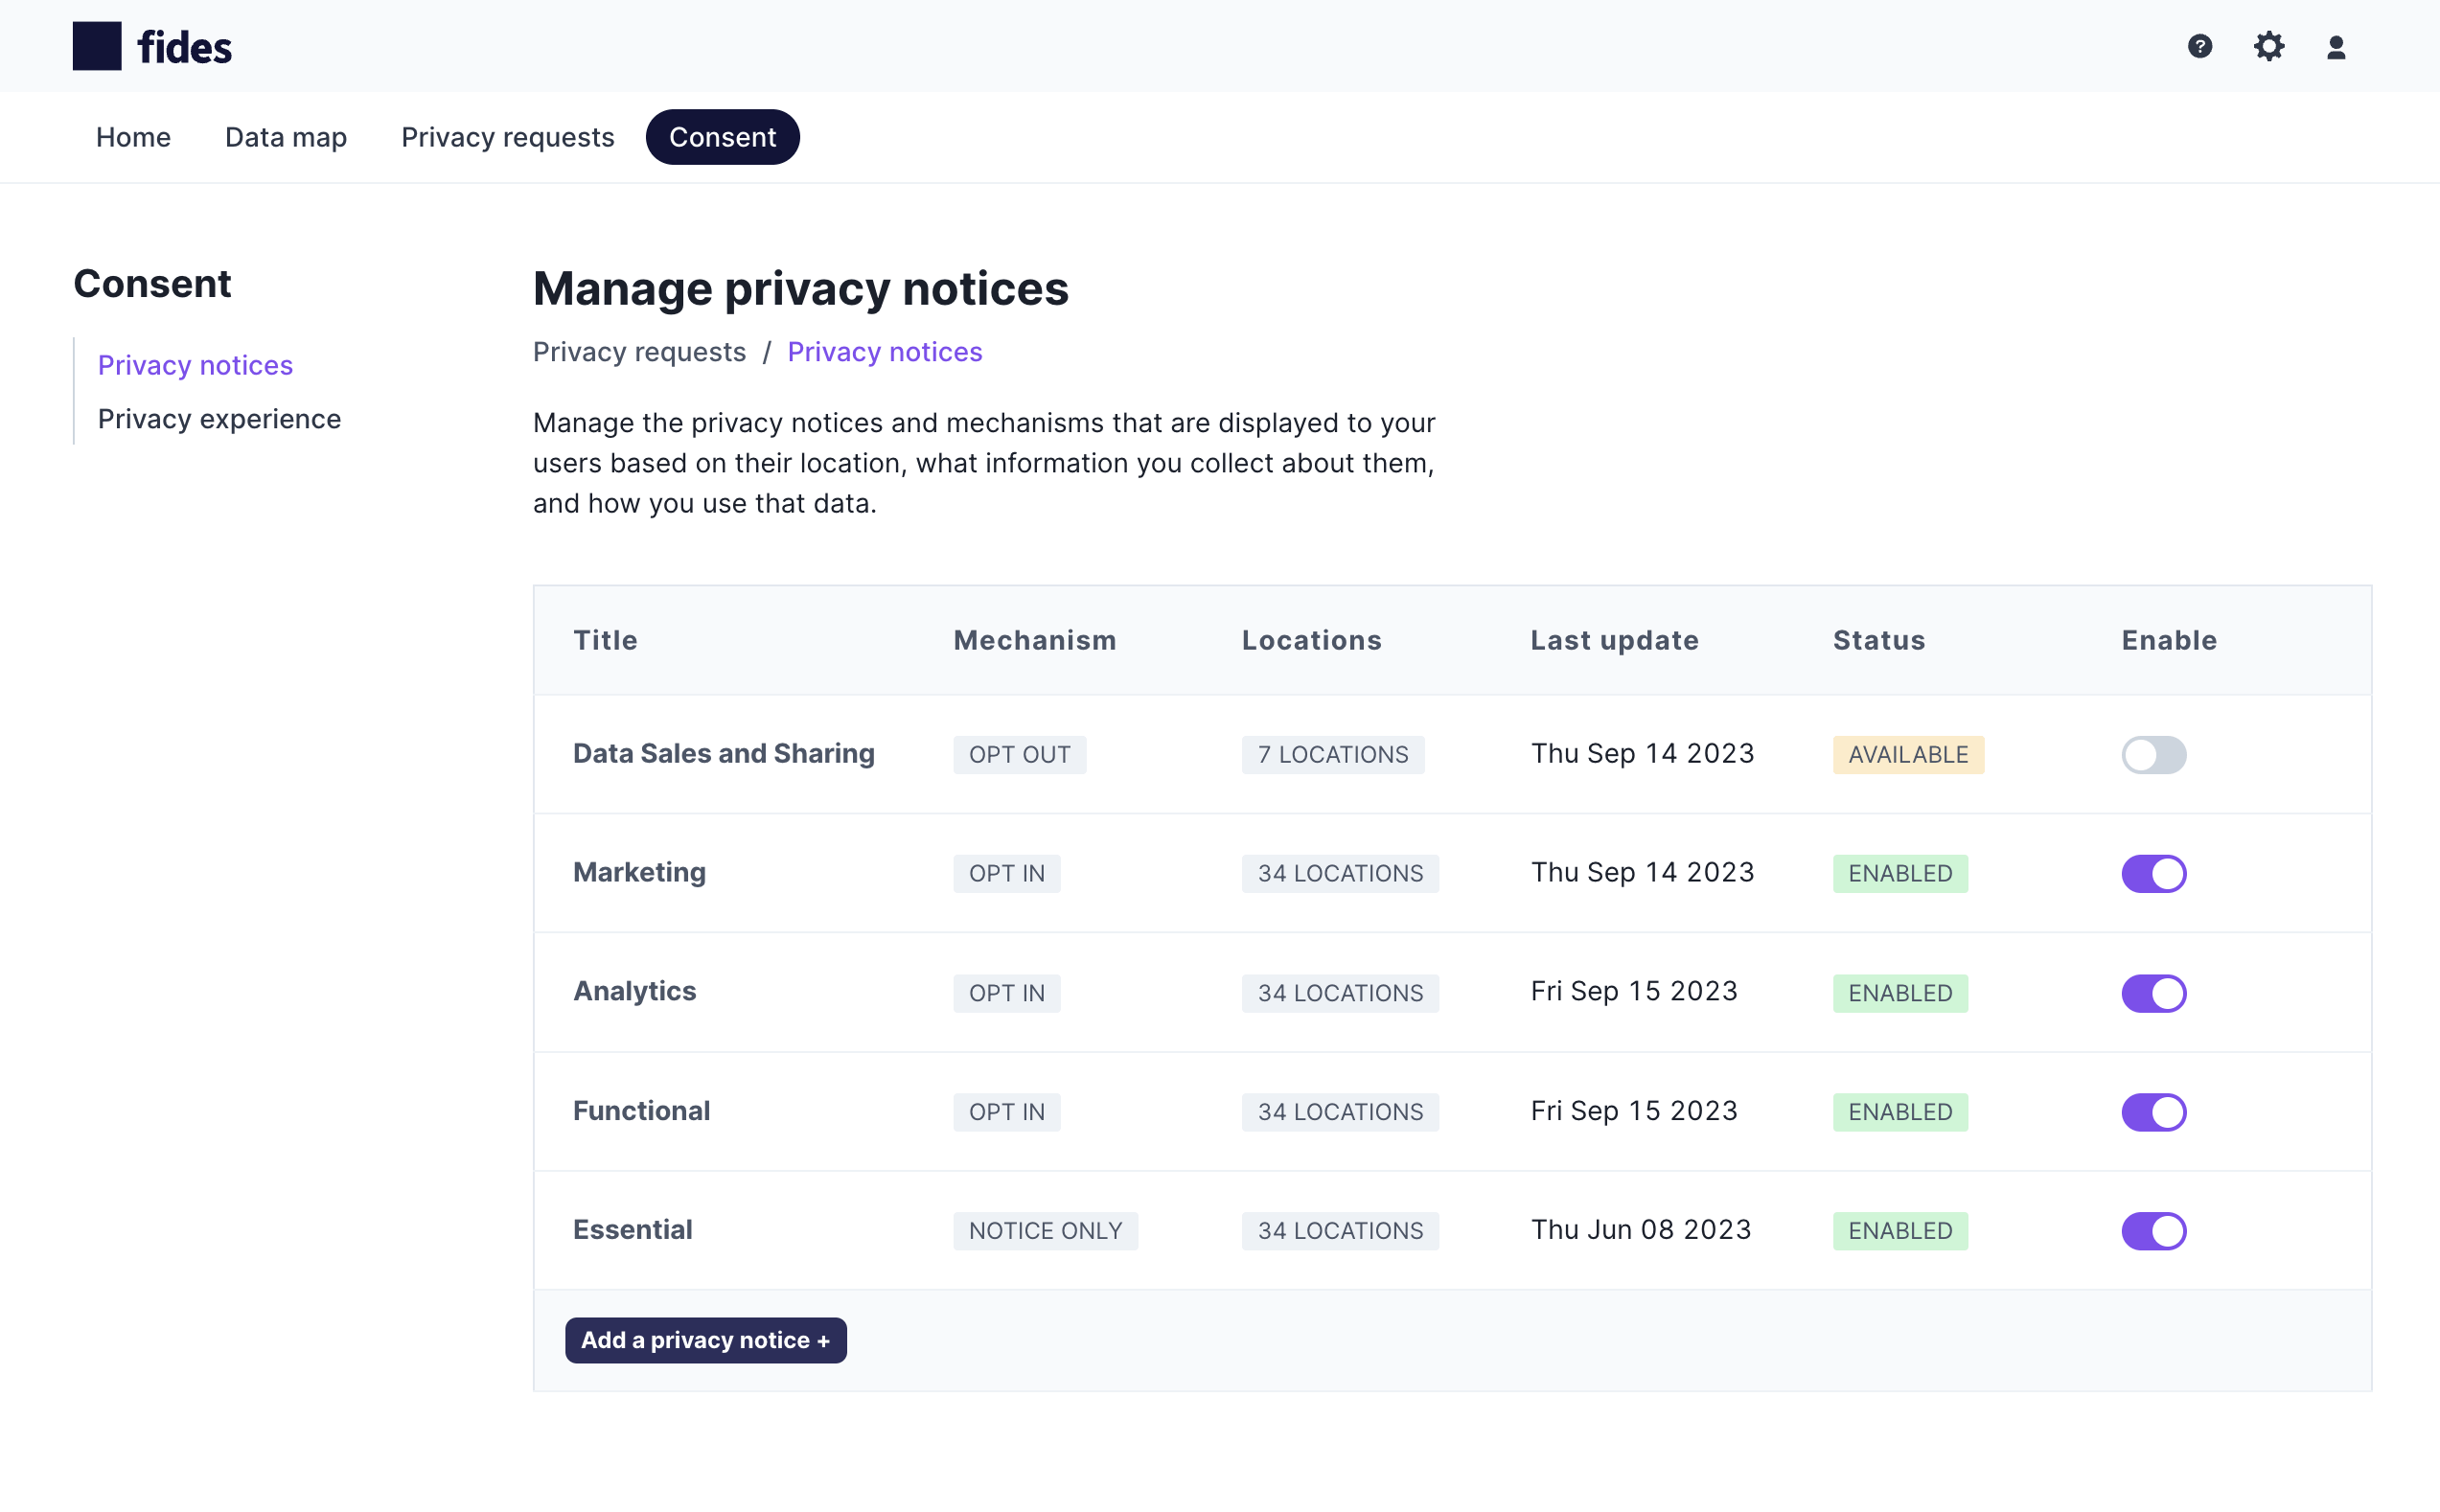 fides
?
Home Data map Privacy requests Consent
Consent
Privacy notices
Privacy experience
Manage privacy notices
Privacy requests / Privacy notices
Manage the privacy notices and mechanisms that are displayed to your
users based on their location, what information you collect about them,
and how you use that data.
Title Mechanism Locations Last update Status Enable
Data Sales and Sharing OPT OUT 7 LOCATIONS Thu Sep 14 2023 AVAILABLE
Marketing OPT IN 34 LOCATIONS Thu Sep 14 2023 ENABLED
Analytics OPT IN 34 LOCATIONS Fri Sep 15 2023 ENABLED
Functional OPT IN 34 LOCATIONS Fri Sep 15 2023 ENABLED
Essential NOTICE ONLY 34 LOCATIONS Thu Jun 08 2023 ENABLED
Add a privacy notice +